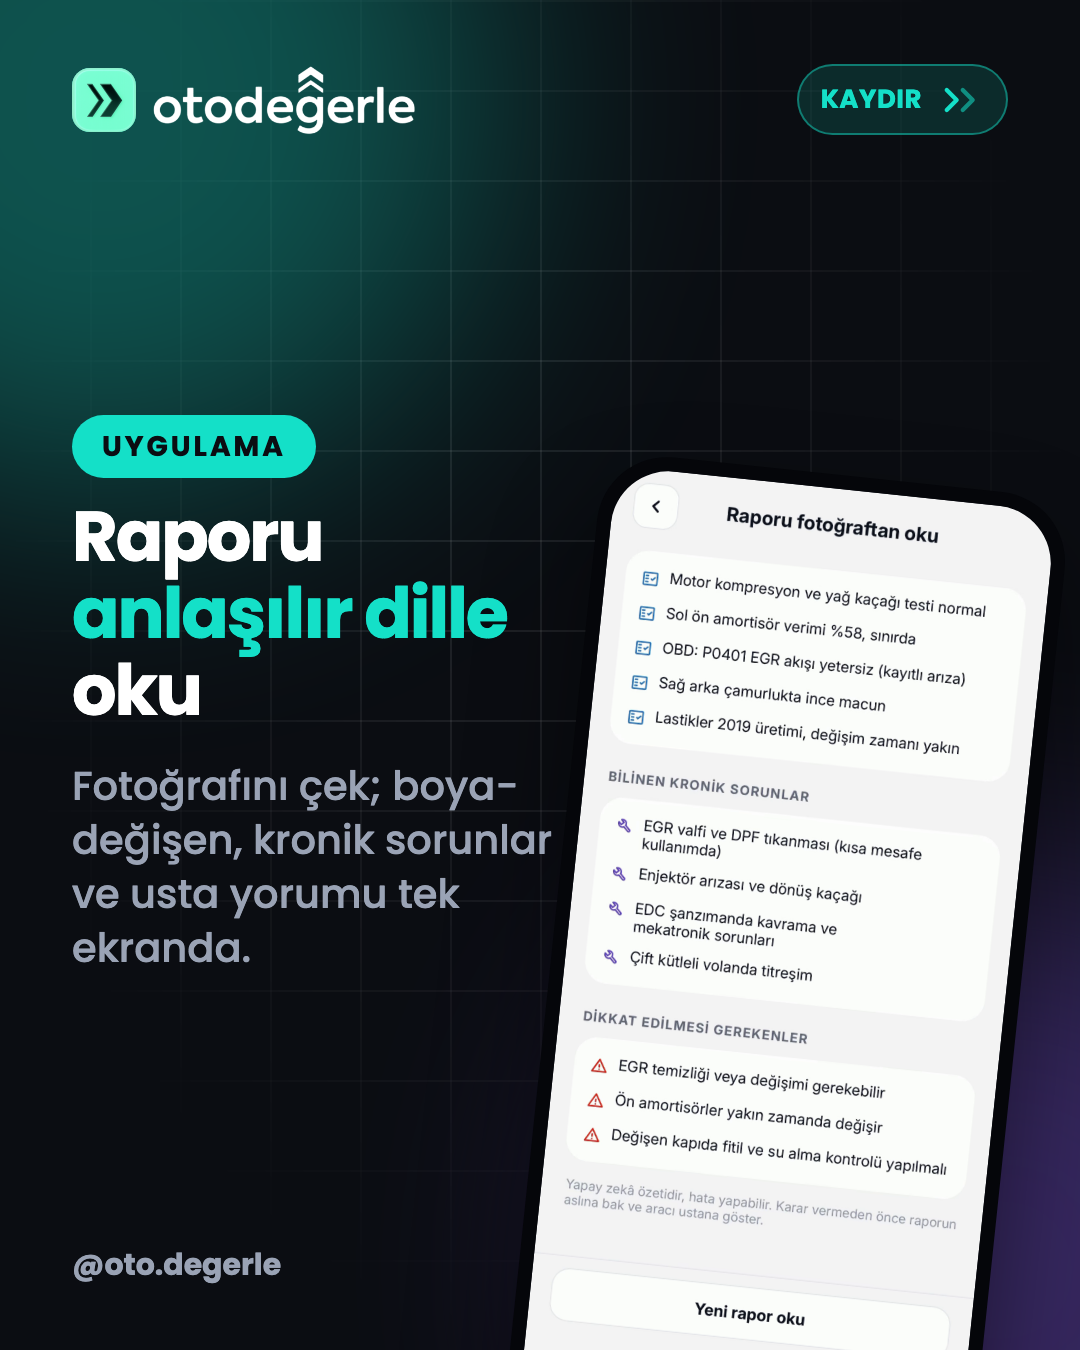 otodegerle
KAYDIR
UYGULAMA
Raporu
anlaşılır dille
oku
Fotoğrafını çek; boya-
değişen, kronik sorunlar
ve usta yorumu tek
ekranda.
@oto.degerle
Raporu fotoğraftan oku
Motor kompresyon ve yağ kaçağı testi normal
Sol ön amortisör verimi %58, sınırda
OBD: P0401 EGR akışı yetersiz (kayıtlı arıza)
Sağ arka çamurlukta ince macun
Lastikler 2019 üretimi, değişim zamanı yakın
BİLİNEN KRONİK SORUNLAR
EGR valfi ve DPF tıkanması (kısa mesafe
kullanımda)
Enjektör arızası ve dönüş kaçağı
EDC şanzımanda kavrama ve
mekatronik sorunları
Çift kütleli volanda titreşim
DİKKAT EDİLMESİ GEREKENLER
EGR temizliği veya değişimi gerekebilir
Ön amortisörler yakın zamanda değişir
Değişen kapıda fitil ve su alma kontrolü yapılmalı
Yapay zekâ özetidir, hata yapabilir. Karar vermeden önce raporun
aslına bak ve aracı ustana göster.
Yeni rapor oku